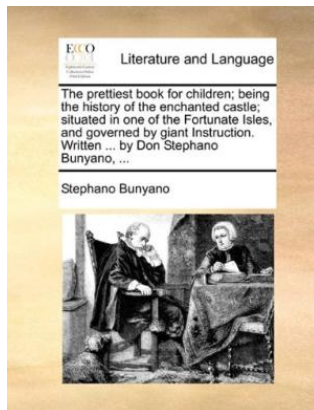 ECCO
Literature and Language
The prettiest book for children; being
the history of the enchanted castle;
situated in one of the Fortunate Isles,
and governed by giant Instruction.
Written ... by Don Stephano
Bunyano, ...
Stephano Bunyano